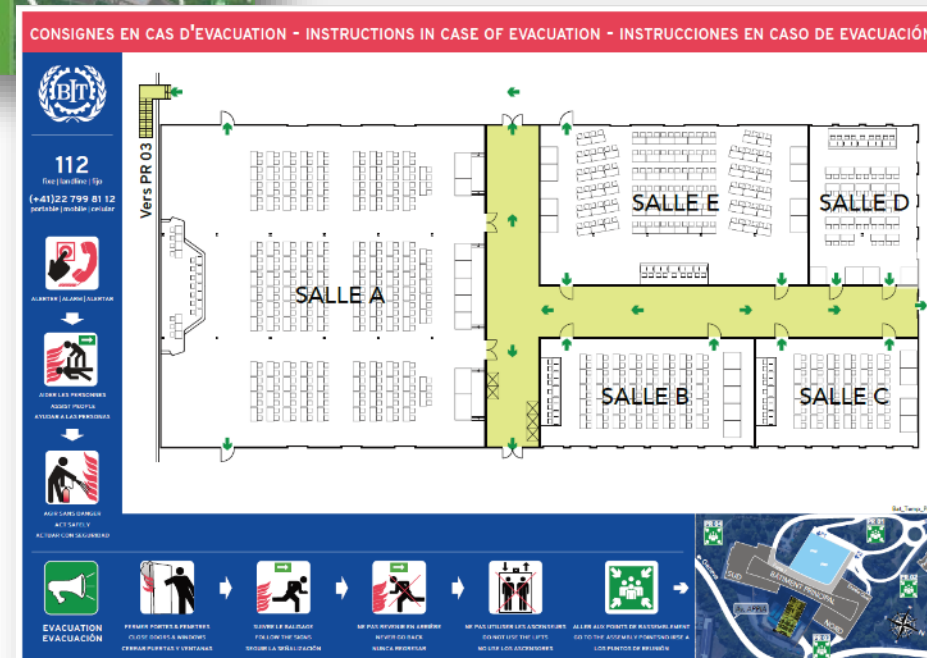 CONSIGNES EN CAS D'EVACUATION - INSTRUCTIONS IN CASE OF EVACUATION - INSTRUCCIONES EN CASO DE EVACUACIÓN
BIT
112
fixe | landline | fijo
(+41)22 799 81 12
portable | mobile | celular
ALERTER | ALARM | ALERTAR
AIDER LES PERSONNES
ASSIST PEOPLE
AYUDAR A LAS PERSONAS
AGIR SANS DANGER
ACT SAFELY
ACTUAR CON SEGURIDAD
Vers PR 03
SALLE A
SALLE E
SALLE D
SALLE B
SALLE C
EVACUATION
EVACUACIÓN
FERMER PORTES & FENETRES
CLOSE DOORS & WINDOWS
CERRAR PUERTAS Y VENTANAS
SUIVRE LE BALISAGE
FOLLOW THE SIGNS
SEGUIR LA SEÑALIZACIÓN
NE PAS REVENIR EN ARRIÈRE
NEVER GO BACK
NUNCA REGRESAR
NE PAS UTILISER LES ASCENSEURS
DO NOT USE THE LIFTS
NO USE LOS ASCENSORES
ALLER AUX POINTS DE RASSEMBLEMENT
GO TO THE ASSEMBLY POINTS
LOS PUNTOS DE REUNIÓN
SUD
BATIMENT PRINCIPAL
NORD
Av. APPIA